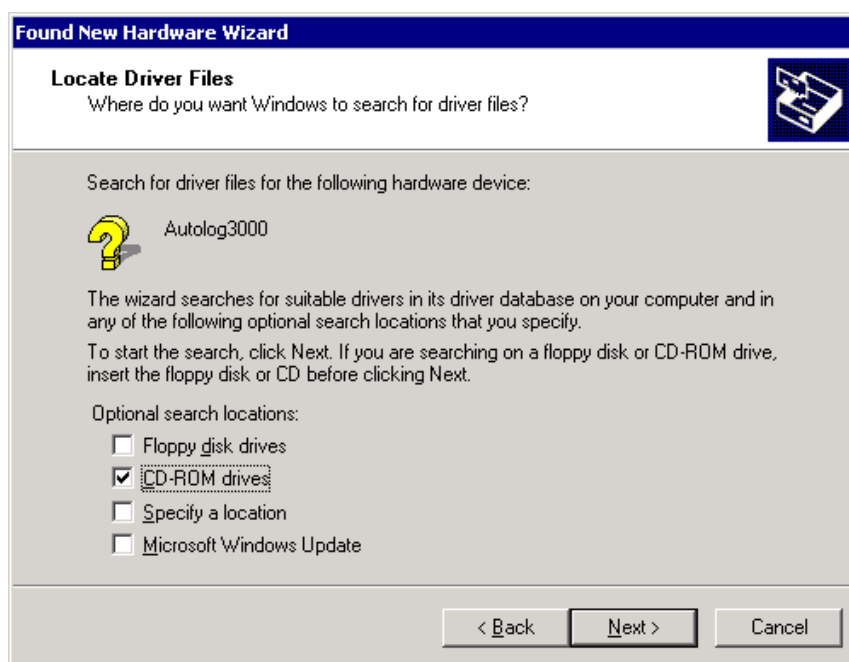 Found New Hardware Wizard
Locate Driver Files
Where do you want Windows to search for driver files?
Search for driver files for the following hardware device:
Autolog3000
The wizard searches for suitable drivers in its driver database on your computer and in
any of the following optional search locations that you specify.
To start the search, click Next. If you are searching on a floppy disk or CD-ROM drive,
insert the floppy disk or CD before clicking Next.
Optional search locations:
Floppy disk drives
CD-ROM drives
Specify a location
Microsoft Windows Update
< Back Next > Cancel